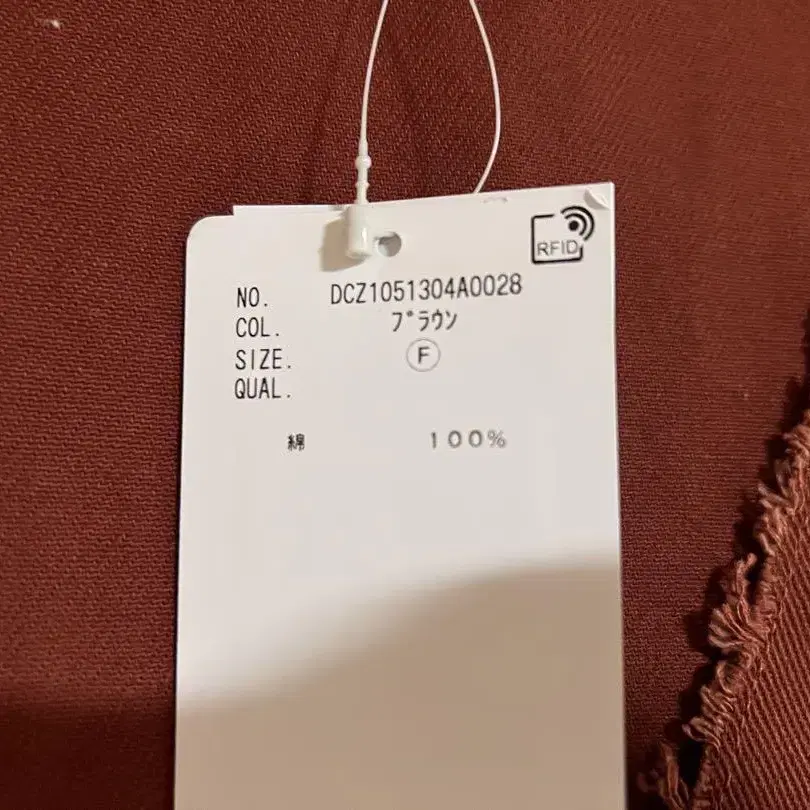 RFID
NO. DCZ1051304A0028
COL. ﾌﾞﾗｳﾝ
SIZE. Ⓕ
QUAL.
綿 100%